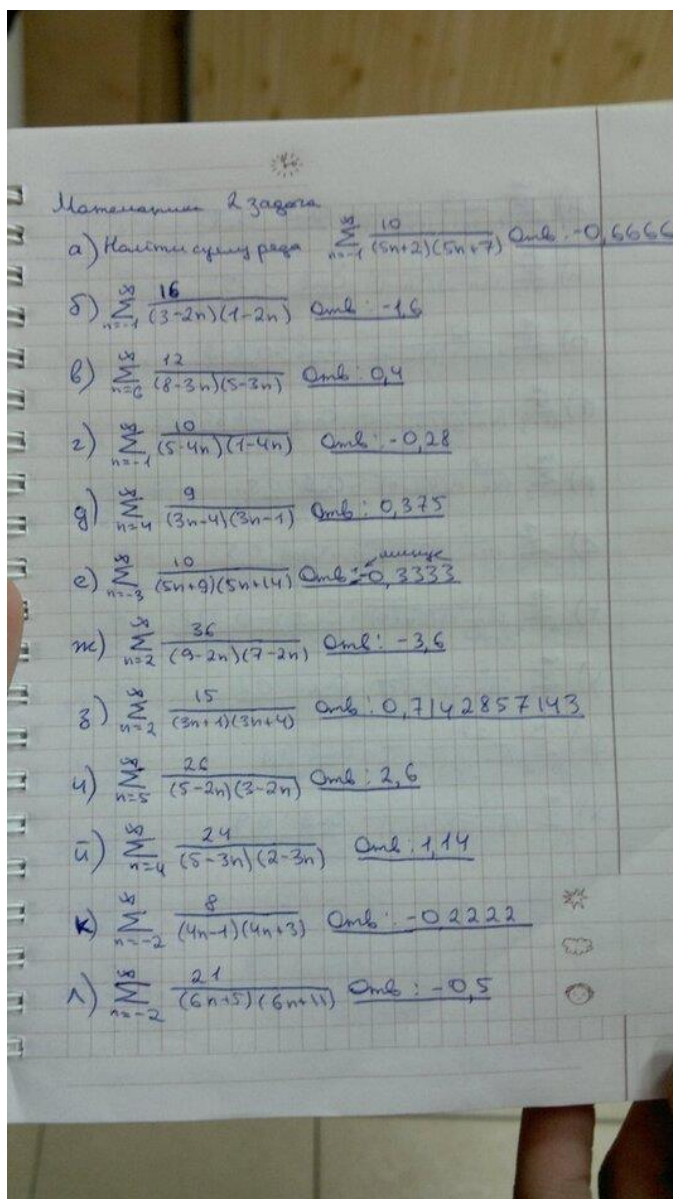 Математика 2 задача
а) Найти сумму ряда ∞ Σ n=-1 10/(5n+2)(5n+7) Отв: -0,6666
б) ∞ Σ n=-1 16/(3-2n)(1-2n) Отв: -1,6
в) ∞ Σ n=6 12/(8-3n)(5-3n) Отв: 0,4
г) ∞ Σ n=-1 10/(5-4n)(1-4n) Отв: -0,28
д) ∞ Σ n=4 9/(3n-4)(3n-1) Отв: 0,375
е) ∞ Σ n=-3 10/(5n+9)(5n+14) Отв: -0,3333
ж) ∞ Σ n=2 36/(9-2n)(7-2n) Отв: -3,6
з) ∞ Σ n=2 15/(3n+1)(3n+4) Отв: 0,7142857143
и) ∞ Σ n=5 26/(5-2n)(3-2n) Отв: 2,6
й) ∞ Σ n=4 24/(5-3n)(2-3n) Отв: 1,14
к) ∞ Σ n=-2 8/(4n-1)(4n+3) Отв: -02222
л) ∞ Σ n=-2 21/(6n+5)(6n+11) Отв: -0,5